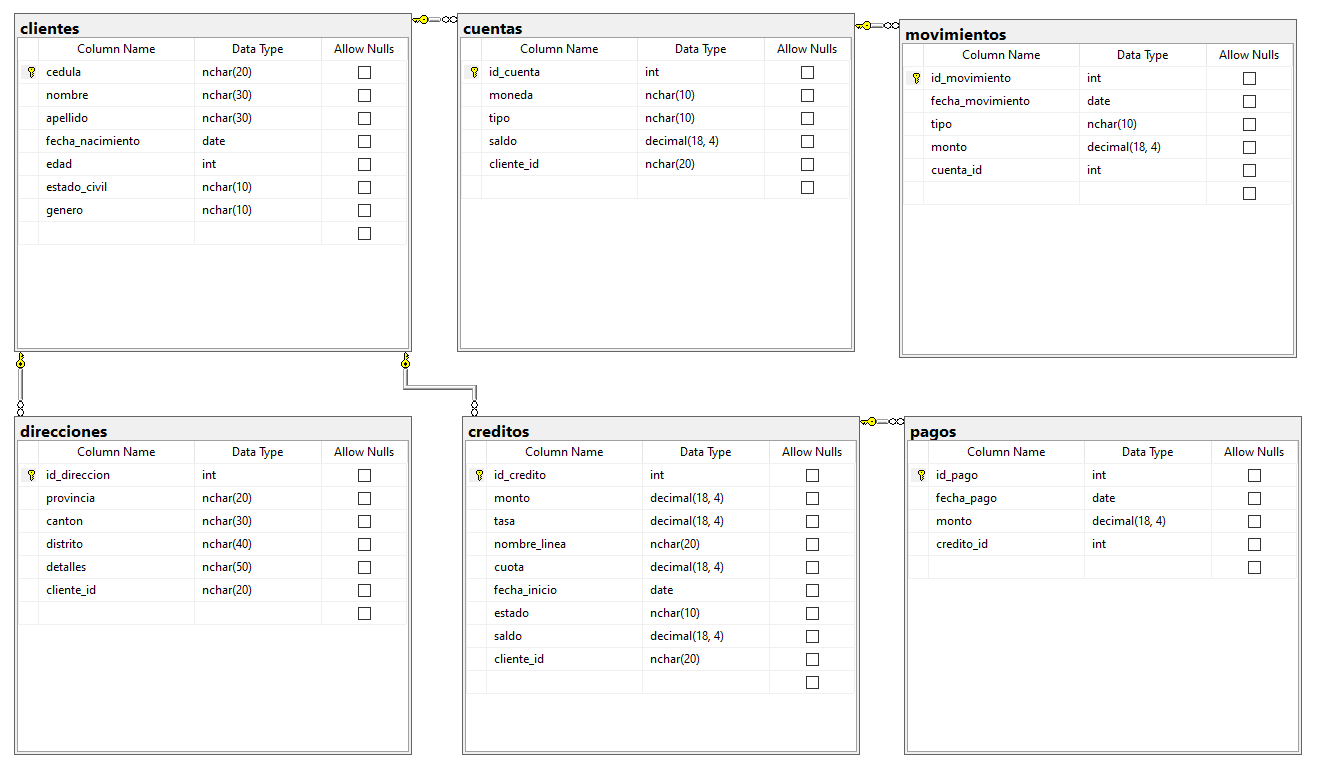 clientes
Column Name Data Type Allow Nulls
cedula nchar(20)
nombre nchar(30)
apellido nchar(30)
fecha_nacimiento date
edad int
estado_civil nchar(10)
genero nchar(10)
cuentas
Column Name Data Type Allow Nulls
id_cuenta int
moneda nchar(10)
tipo nchar(10)
saldo decimal(18, 4)
cliente_id nchar(20)
movimientos
Column Name Data Type Allow Nulls
id_movimiento int
fecha_movimiento date
tipo nchar(10)
monto decimal(18, 4)
cuenta_id int
direcciones
Column Name Data Type Allow Nulls
id_direccion int
provincia nchar(20)
canton nchar(30)
distrito nchar(40)
detalles nchar(50)
cliente_id nchar(20)
creditos
Column Name Data Type Allow Nulls
id_credito int
monto decimal(18, 4)
tasa decimal(18, 4)
nombre_linea nchar(20)
cuota decimal(18, 4)
fecha_inicio date
estado nchar(10)
saldo decimal(18, 4)
cliente_id nchar(20)
pagos
Column Name Data Type Allow Nulls
id_pago int
fecha_pago date
monto decimal(18, 4)
credito_id int